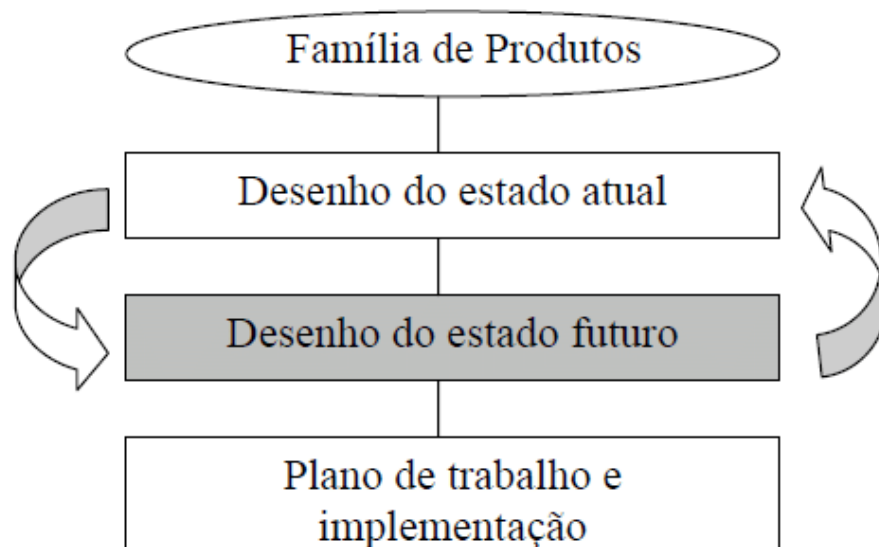 Família de Produtos
Desenho do estado atual
Desenho do estado futuro
Plano de trabalho e
implementação